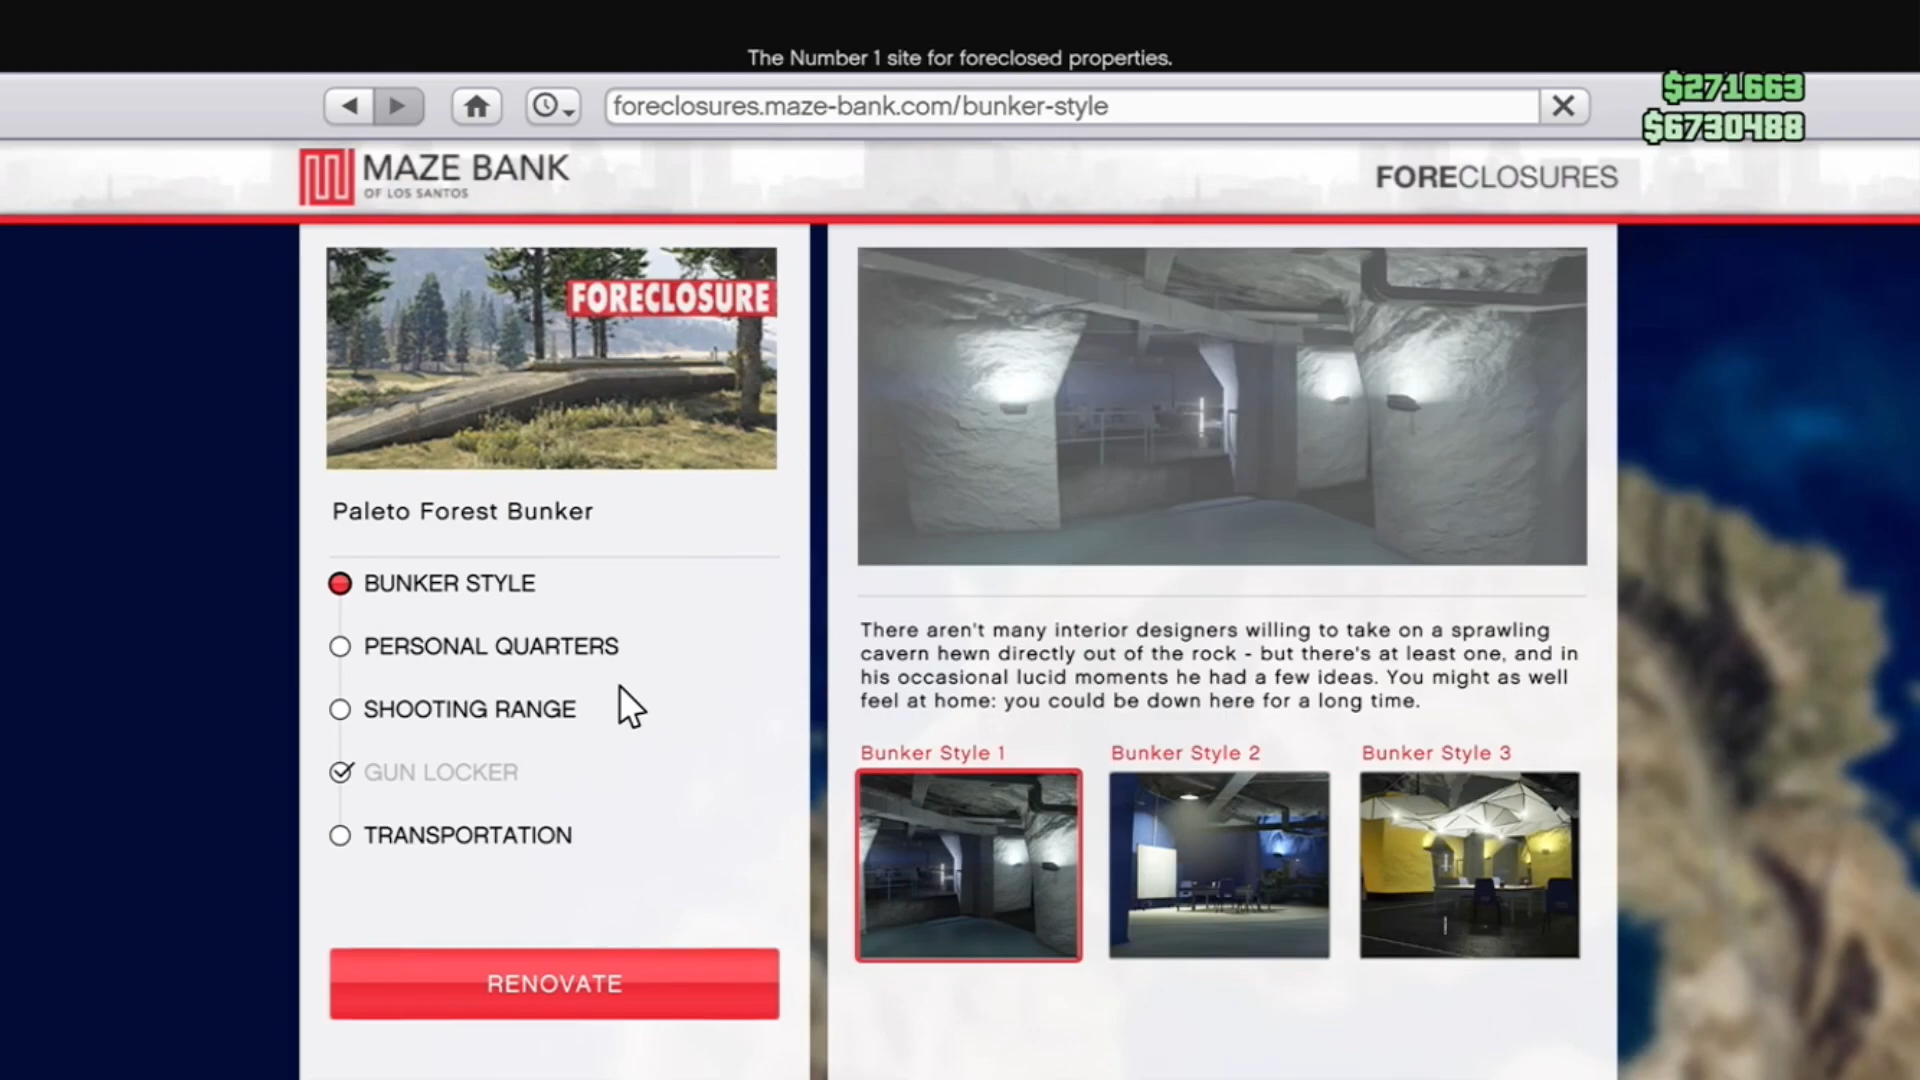 The Number 1 site for foreclosed properties.
foreclosures.maze-bank.com/bunker-style
$271663
$6730488
MAZE BANK
OF LOS SANTOS
FORECLOSURES
FORECLOSURE
Paleto Forest Bunker
BUNKER STYLE
PERSONAL QUARTERS
SHOOTING RANGE
GUN LOCKER
TRANSPORTATION
RENOVATE
There aren't many interior designers willing to take on a sprawling
cavern hewn directly out of the rock - but there's at least one, and in
his occasional lucid moments he had a few ideas. You might as well
feel at home: you could be down here for a long time.
Bunker Style 1
Bunker Style 2
Bunker Style 3